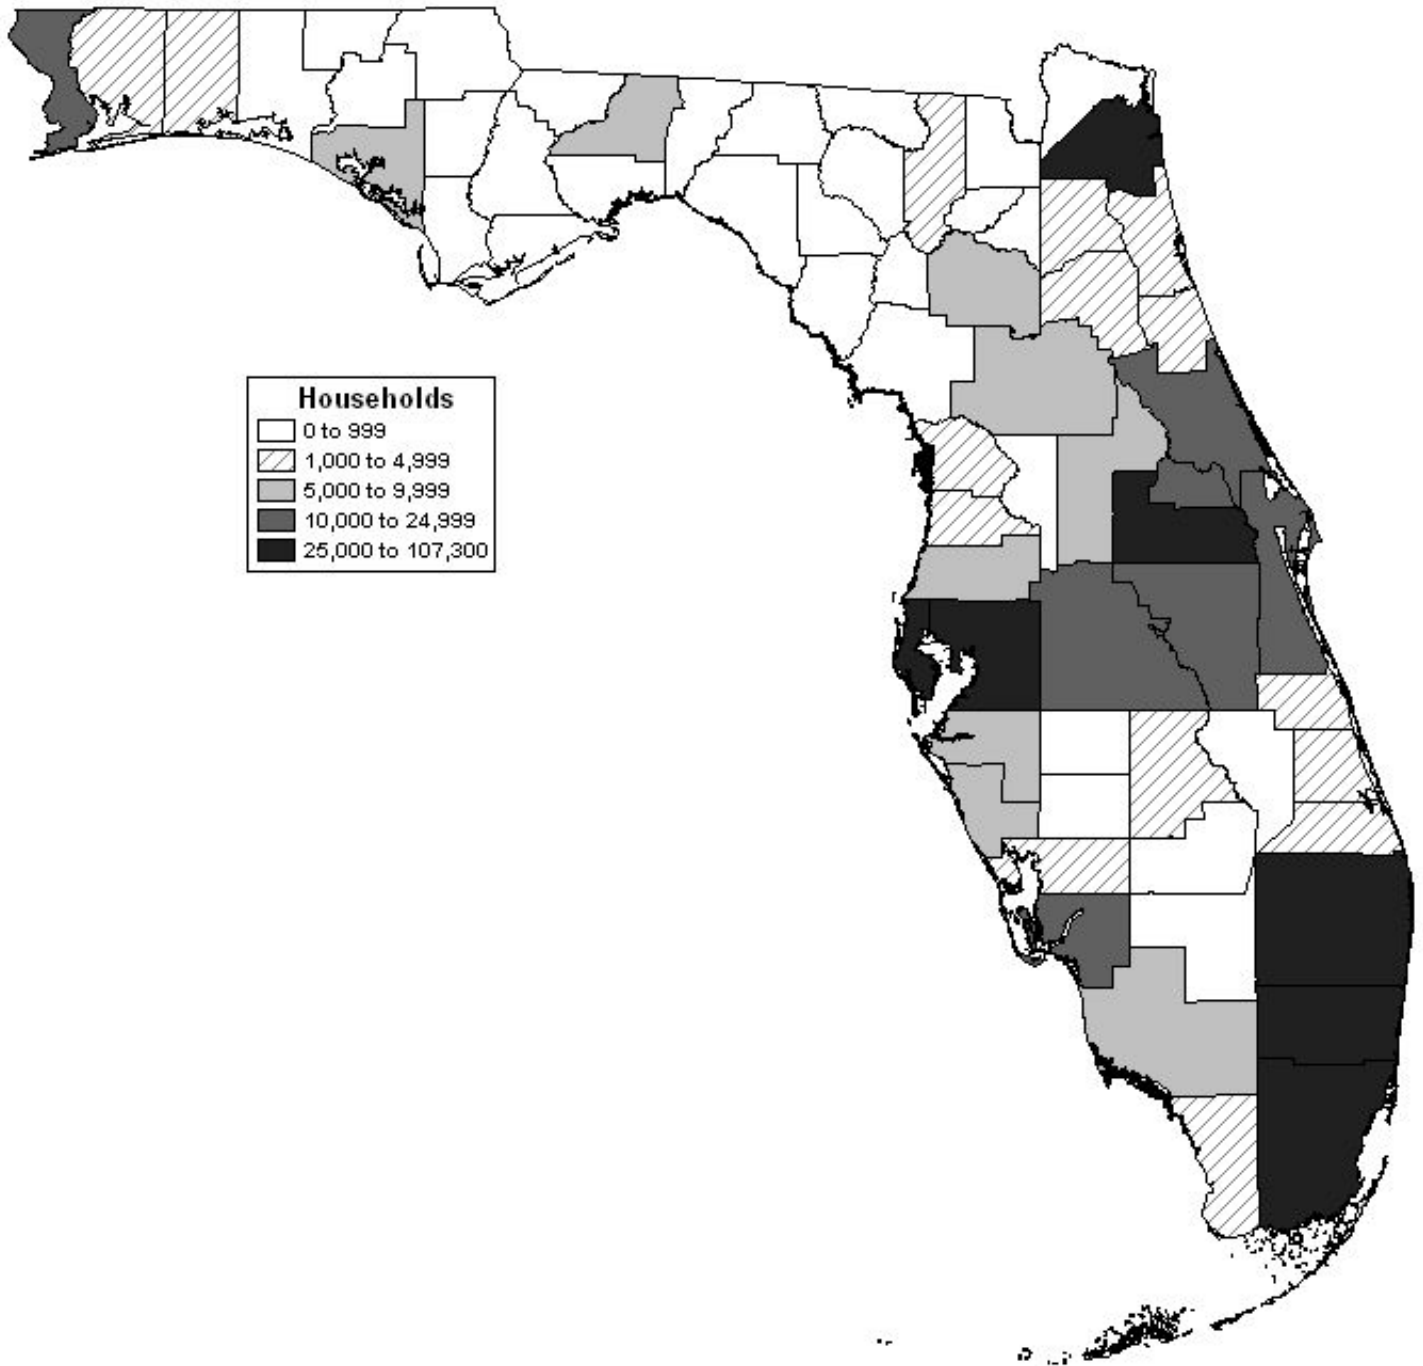 Households
0 to 999
1,000 to 4,999
5,000 to 9,999
10,000 to 24,999
25,000 to 107,300